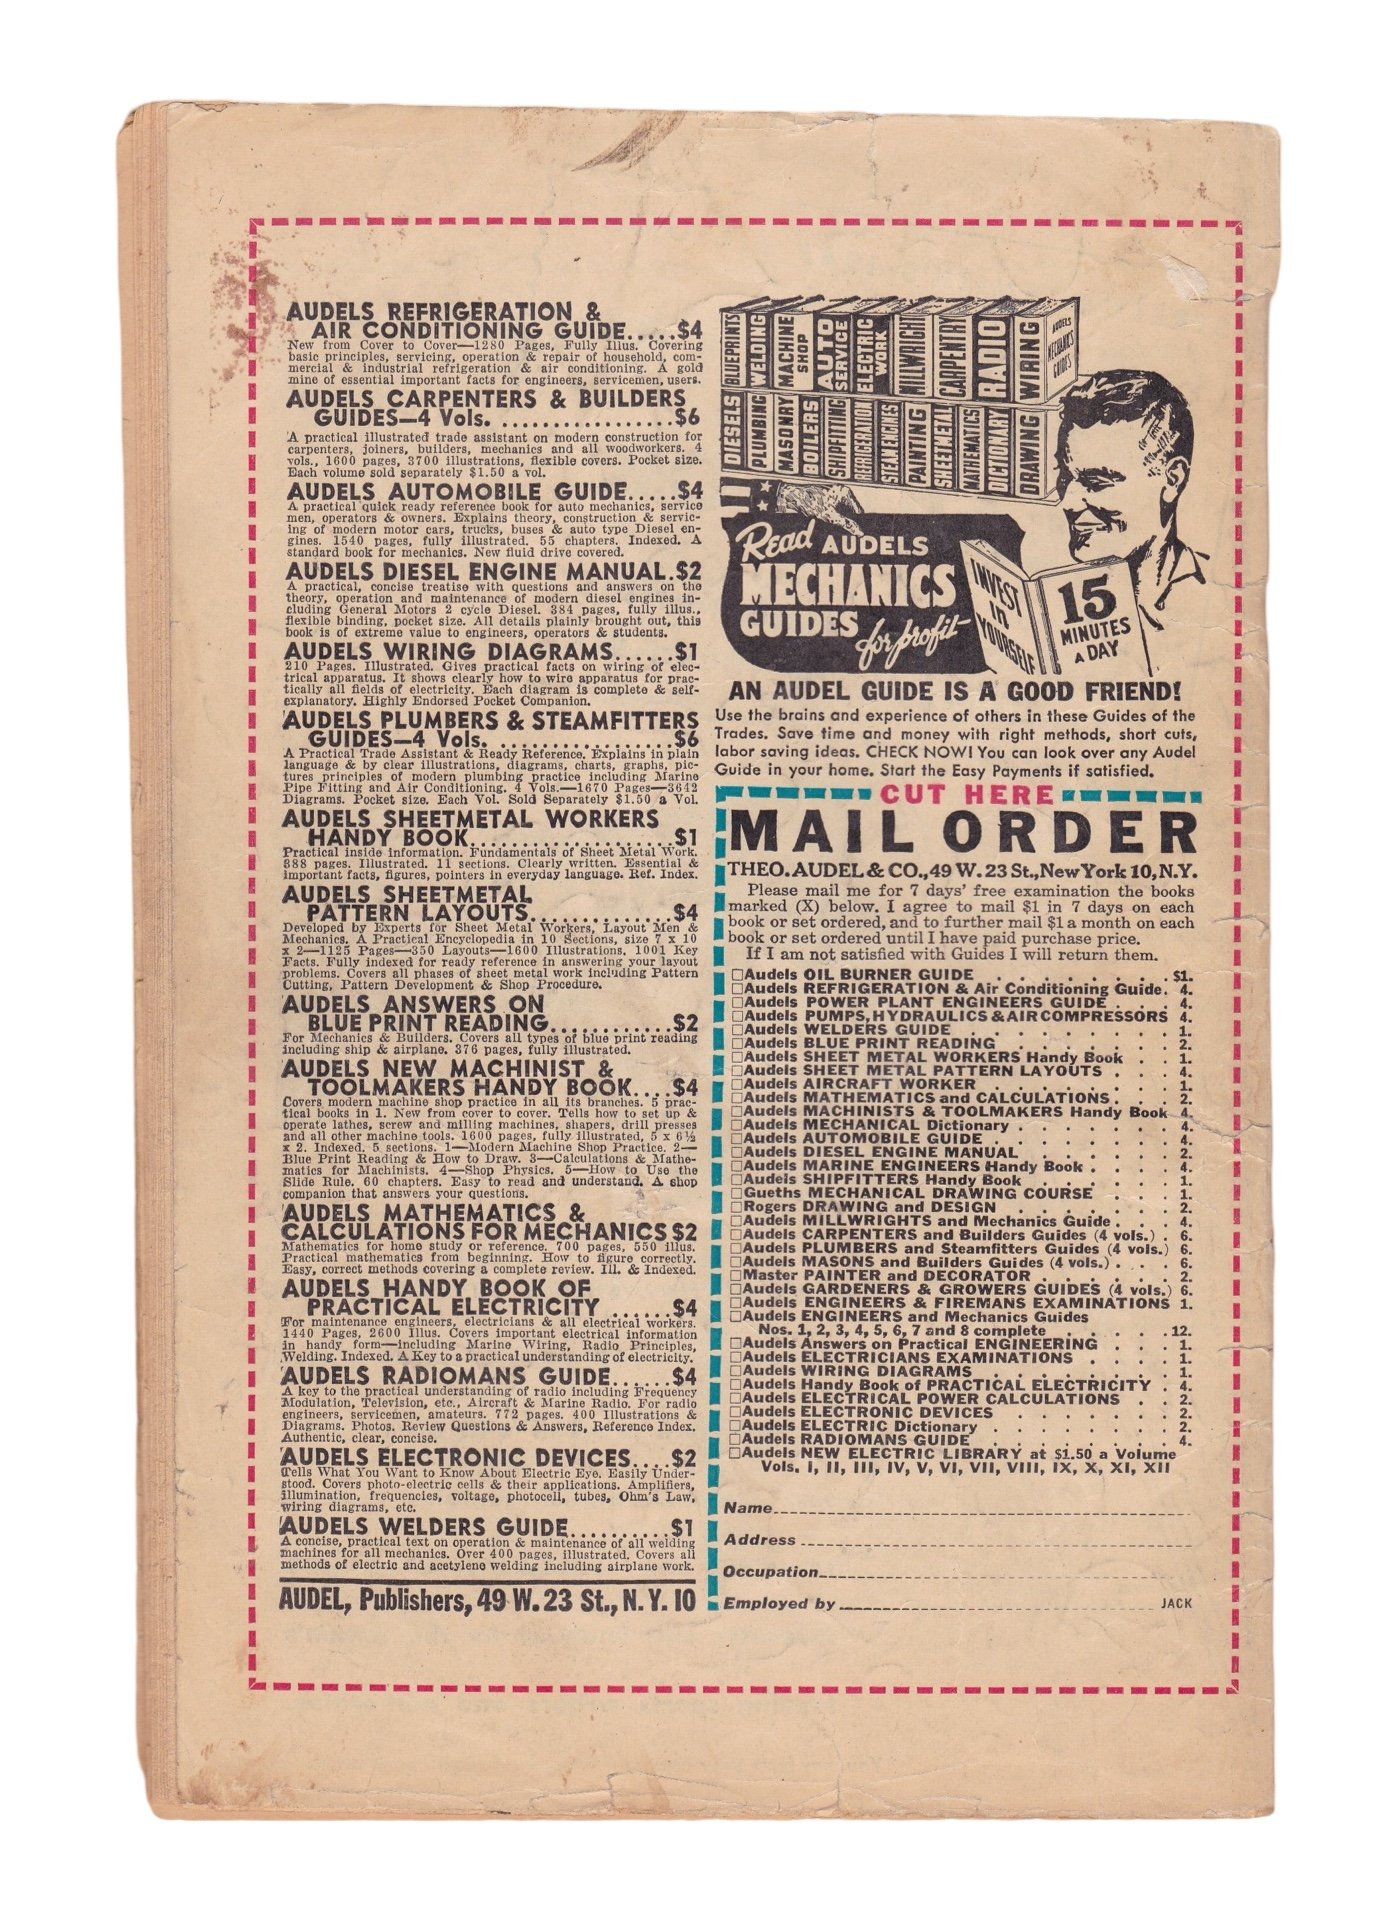 AUDELS REFRIGERATION &
AIR CONDITIONING GUIDE.....$4
New from Cover to Cover—1280 Pages, Fully Illus. Covering
basic principles, servicing, operation & repair of household, com-
mercial & industrial refrigeration & air conditioning. A gold
mine of essential important facts for engineers, servicemen, users.
AUDELS CARPENTERS & BUILDERS
GUIDES—4 Vols. .................$6
A practical illustrated trade assistant on modern construction for
carpenters, joiners, builders, mechanics and all woodworkers. 4
vols., 1600 pages, 3700 illustrations, flexible covers. Pocket size.
Each volume sold separately $1.50 a vol.
AUDELS AUTOMOBILE GUIDE.....$4
A practical quick ready reference book for auto mechanics, service
men, operators & owners. Explains theory, construction & servic-
ing of modern motor cars, trucks, buses & auto type Diesel en-
gines. 1540 pages, fully illustrated. 55 chapters. Indexed. A
standard book for mechanics. New fluid drive covered.
AUDELS DIESEL ENGINE MANUAL.$2
A practical, concise treatise with questions and answers on the
theory, operation and maintenance of modern diesel engines in-
cluding General Motors 2 cycle Diesel. 384 pages, fully illus.,
flexible binding, pocket size. All details plainly brought out, this
book is of extreme value to engineers, operators & students.
AUDELS WIRING DIAGRAMS......$1
210 Pages. Illustrated. Gives practical facts on wiring of elec-
trical apparatus. It shows clearly how to wire apparatus for prac-
tically all fields of electricity. Each diagram is complete & self-
explanatory. Highly Endorsed Pocket Companion.
AUDELS PLUMBERS & STEAMFITTERS
GUIDES—4 Vols. .................$6
A Practical Trade Assistant & Ready Reference. Explains in plain
language & by clear illustrations, diagrams, charts, graphs, pic-
tures principles of modern plumbing practice including Marine
Pipe Fitting and Air Conditioning. 4 Vols.—1670 Pages—3642
Diagrams. Pocket size. Each Vol. Sold Separately $1.50 a Vol.
AUDELS SHEETMETAL WORKERS
HANDY BOOK....................$1
Practical inside information. Fundamentals of Sheet Metal Work.
388 pages. Illustrated. 11 sections. Clearly written. Essential &
important facts, figures, pointers in everyday language. Ref. Index.
AUDELS SHEETMETAL
PATTERN LAYOUTS..............$4
Developed by Experts for Sheet Metal Workers, Layout Men &
Mechanics. A Practical Encyclopedia in 10 Sections, size 7 x 10
x 2—1125 Pages—350 Layouts—1600 Illustrations. 1001 Key
Facts. Fully indexed for ready reference in answering your layout
problems. Covers all phases of sheet metal work including Pattern
Cutting, Pattern Development & Shop Procedure.
AUDELS ANSWERS ON
BLUE PRINT READING............$2
For Mechanics & Builders. Covers all types of blue print reading
including ship & airplane. 376 pages, fully illustrated.
AUDELS NEW MACHINIST &
TOOLMAKERS HANDY BOOK....$4
Covers modern machine shop practice in all its branches. 5 prac-
tical books in 1. New from cover to cover. Tells how to set up &
operate lathes, screw and milling machines, shapers, drill presses
and all other machine tools. 1600 pages, fully illustrated, 5 x 6½
x 2. Indexed. 5 sections. 1—Modern Machine Shop Practice. 2—
Blue Print Reading & How to Draw. 3—Calculations & Mathe-
matics for Machinists. 4—Shop Physics. 5—How to Use the
Slide Rule. 60 chapters. Easy to read and understand. A shop
companion that answers your questions.
AUDELS MATHEMATICS &
CALCULATIONS FOR MECHANICS $2
Mathematics for home study or reference. 700 pages, 550 illus.
Practical mathematics from beginning. How to figure correctly.
Easy, correct methods covering a complete review. Ill. & Indexed.
AUDELS HANDY BOOK OF
PRACTICAL ELECTRICITY ......$4
For maintenance engineers, electricians & all electrical workers.
1440 Pages, 2600 Illus. Covers important electrical information
in handy form—including Marine Wiring, Radio Principles,
Welding. Indexed. A Key to a practical understanding of electricity.
AUDELS RADIOMANS GUIDE......$4
A key to the practical understanding of radio including Frequency
Modulation, Television, etc., Aircraft & Marine Radio. For radio
engineers, servicemen, amateurs. 772 pages. 400 Illustrations &
Diagrams. Photos. Review Questions & Answers, Reference Index.
Authentic, clear, concise.
AUDELS ELECTRONIC DEVICES....$2
Tells What You Want to Know About Electric Eye. Easily Under-
stood. Covers photo-electric cells & their applications. Amplifiers,
illumination, frequencies, voltage, photocell, tubes, Ohm's Law,
wiring diagrams, etc.
AUDELS WELDERS GUIDE.........$1
A concise, practical text on operation & maintenance of all welding
machines for all mechanics. Over 400 pages, illustrated. Covers all
methods of electric and acetylene welding including airplane work.
AUDEL, Publishers, 49 W. 23 St., N. Y. 10
BLUEPRINTS
WELDING
MACHINE SHOP
AUTO SERVICE
ELECTRIC WORK
MILLWRIGHT
CARPENTRY
RADIO
WIRING
AUDELS MECHANICS GUIDES
DIESELS
PLUMBING
MASONRY
BOILERS
SHIPFITTING
REFRIGERATION
STEAM ENGINES
PAINTING
SHEETMETAL
MATHEMATICS
DICTIONARY
DRAWING
Read AUDELS
MECHANICS
GUIDES for profit
INVEST
IN
YOURSELF
15
MINUTES
A DAY
AN AUDEL GUIDE IS A GOOD FRIEND!
Use the brains and experience of others in these Guides of the
Trades. Save time and money with right methods, short cuts,
labor saving ideas. CHECK NOW! You can look over any Audel
Guide in your home. Start the Easy Payments if satisfied.
CUT HERE
MAIL ORDER
THEO. AUDEL & CO., 49 W. 23 St., New York 10, N.Y.
Please mail me for 7 days' free examination the books
marked (X) below. I agree to mail $1 in 7 days on each
book or set ordered, and to further mail $1 a month on each
book or set ordered until I have paid purchase price.
If I am not satisfied with Guides I will return them.
□Audels OIL BURNER GUIDE . . . . . . . . $1.
□Audels REFRIGERATION & Air Conditioning Guide. 4.
□Audels POWER PLANT ENGINEERS GUIDE . . . 4.
□Audels PUMPS, HYDRAULICS & AIR COMPRESSORS 4.
□Audels WELDERS GUIDE . . . . . . . . . 1.
□Audels BLUE PRINT READING . . . . . . . 2.
□Audels SHEET METAL WORKERS Handy Book . . 1.
□Audels SHEET METAL PATTERN LAYOUTS . . . 4.
□Audels AIRCRAFT WORKER . . . . . . . . 1.
□Audels MATHEMATICS and CALCULATIONS . . . 2.
□Audels MACHINISTS & TOOLMAKERS Handy Book 4.
□Audels MECHANICAL Dictionary . . . . . . . 4.
□Audels AUTOMOBILE GUIDE . . . . . . . . 4.
□Audels DIESEL ENGINE MANUAL . . . . . . 2.
□Audels MARINE ENGINEERS Handy Book . . . . 4.
□Audels SHIPFITTERS Handy Book . . . . . . 1.
□Gueths MECHANICAL DRAWING COURSE . . . 1.
□Rogers DRAWING and DESIGN . . . . . . . 2.
□Audels MILLWRIGHTS and Mechanics Guide . . . 4.
□Audels CARPENTERS and Builders Guides (4 vols.) . 6.
□Audels PLUMBERS and Steamfitters Guides (4 vols.) 6.
□Audels MASONS and Builders Guides (4 vols.) . . . 6.
□Master PAINTER and DECORATOR . . . . . . 2.
□Audels GARDENERS & GROWERS GUIDES (4 vols.) 6.
□Audels ENGINEERS & FIREMANS EXAMINATIONS 1.
□Audels ENGINEERS and Mechanics Guides
Nos. 1, 2, 3, 4, 5, 6, 7 and 8 complete . . . . . 12.
□Audels Answers on Practical ENGINEERING . . . 1.
□Audels ELECTRICIANS EXAMINATIONS . . . . 1.
□Audels WIRING DIAGRAMS . . . . . . . . 1.
□Audels Handy Book of PRACTICAL ELECTRICITY . 4.
□Audels ELECTRICAL POWER CALCULATIONS . . 2.
□Audels ELECTRONIC DEVICES . . . . . . . 2.
□Audels ELECTRIC Dictionary . . . . . . . . 2.
□Audels RADIOMANS GUIDE . . . . . . . . 4.
□Audels NEW ELECTRIC LIBRARY at $1.50 a Volume
Vols. I, II, III, IV, V, VI, VII, VIII, IX, X, XI, XII
Name
Address
Occupation
Employed by JACK